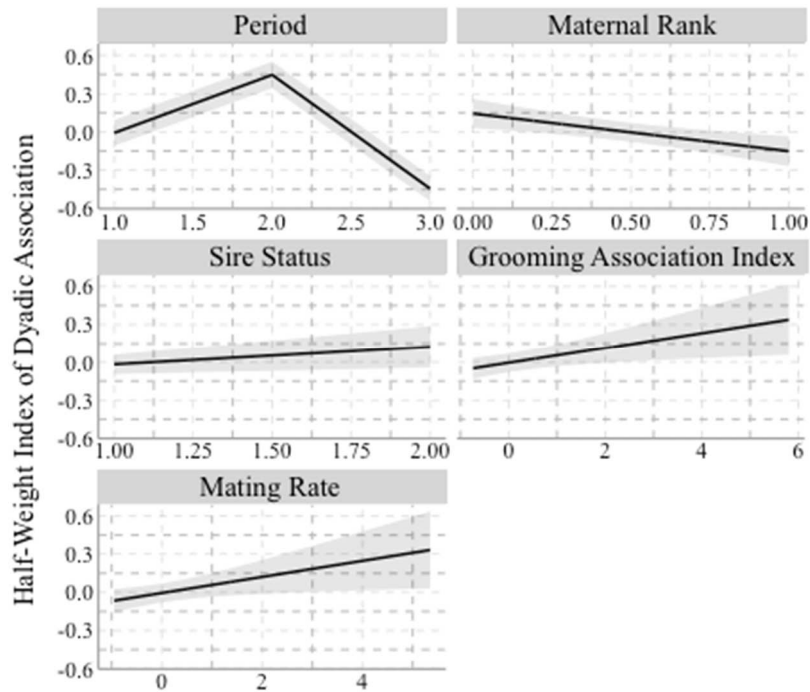 Half-Weight Index of Dyadic Association
Period
Maternal Rank
0.6
0.3
0.0
-0.3
-0.6
1.0 1.5 2.0 2.5 3.0
0.00 0.25 0.50 0.75 1.00
Sire Status
Grooming Association Index
0.6
0.3
0.0
-0.3
-0.6
1.00 1.25 1.50 1.75 2.00
0 2 4 6
Mating Rate
0.6
0.3
0.0
-0.3
-0.6
0 2 4